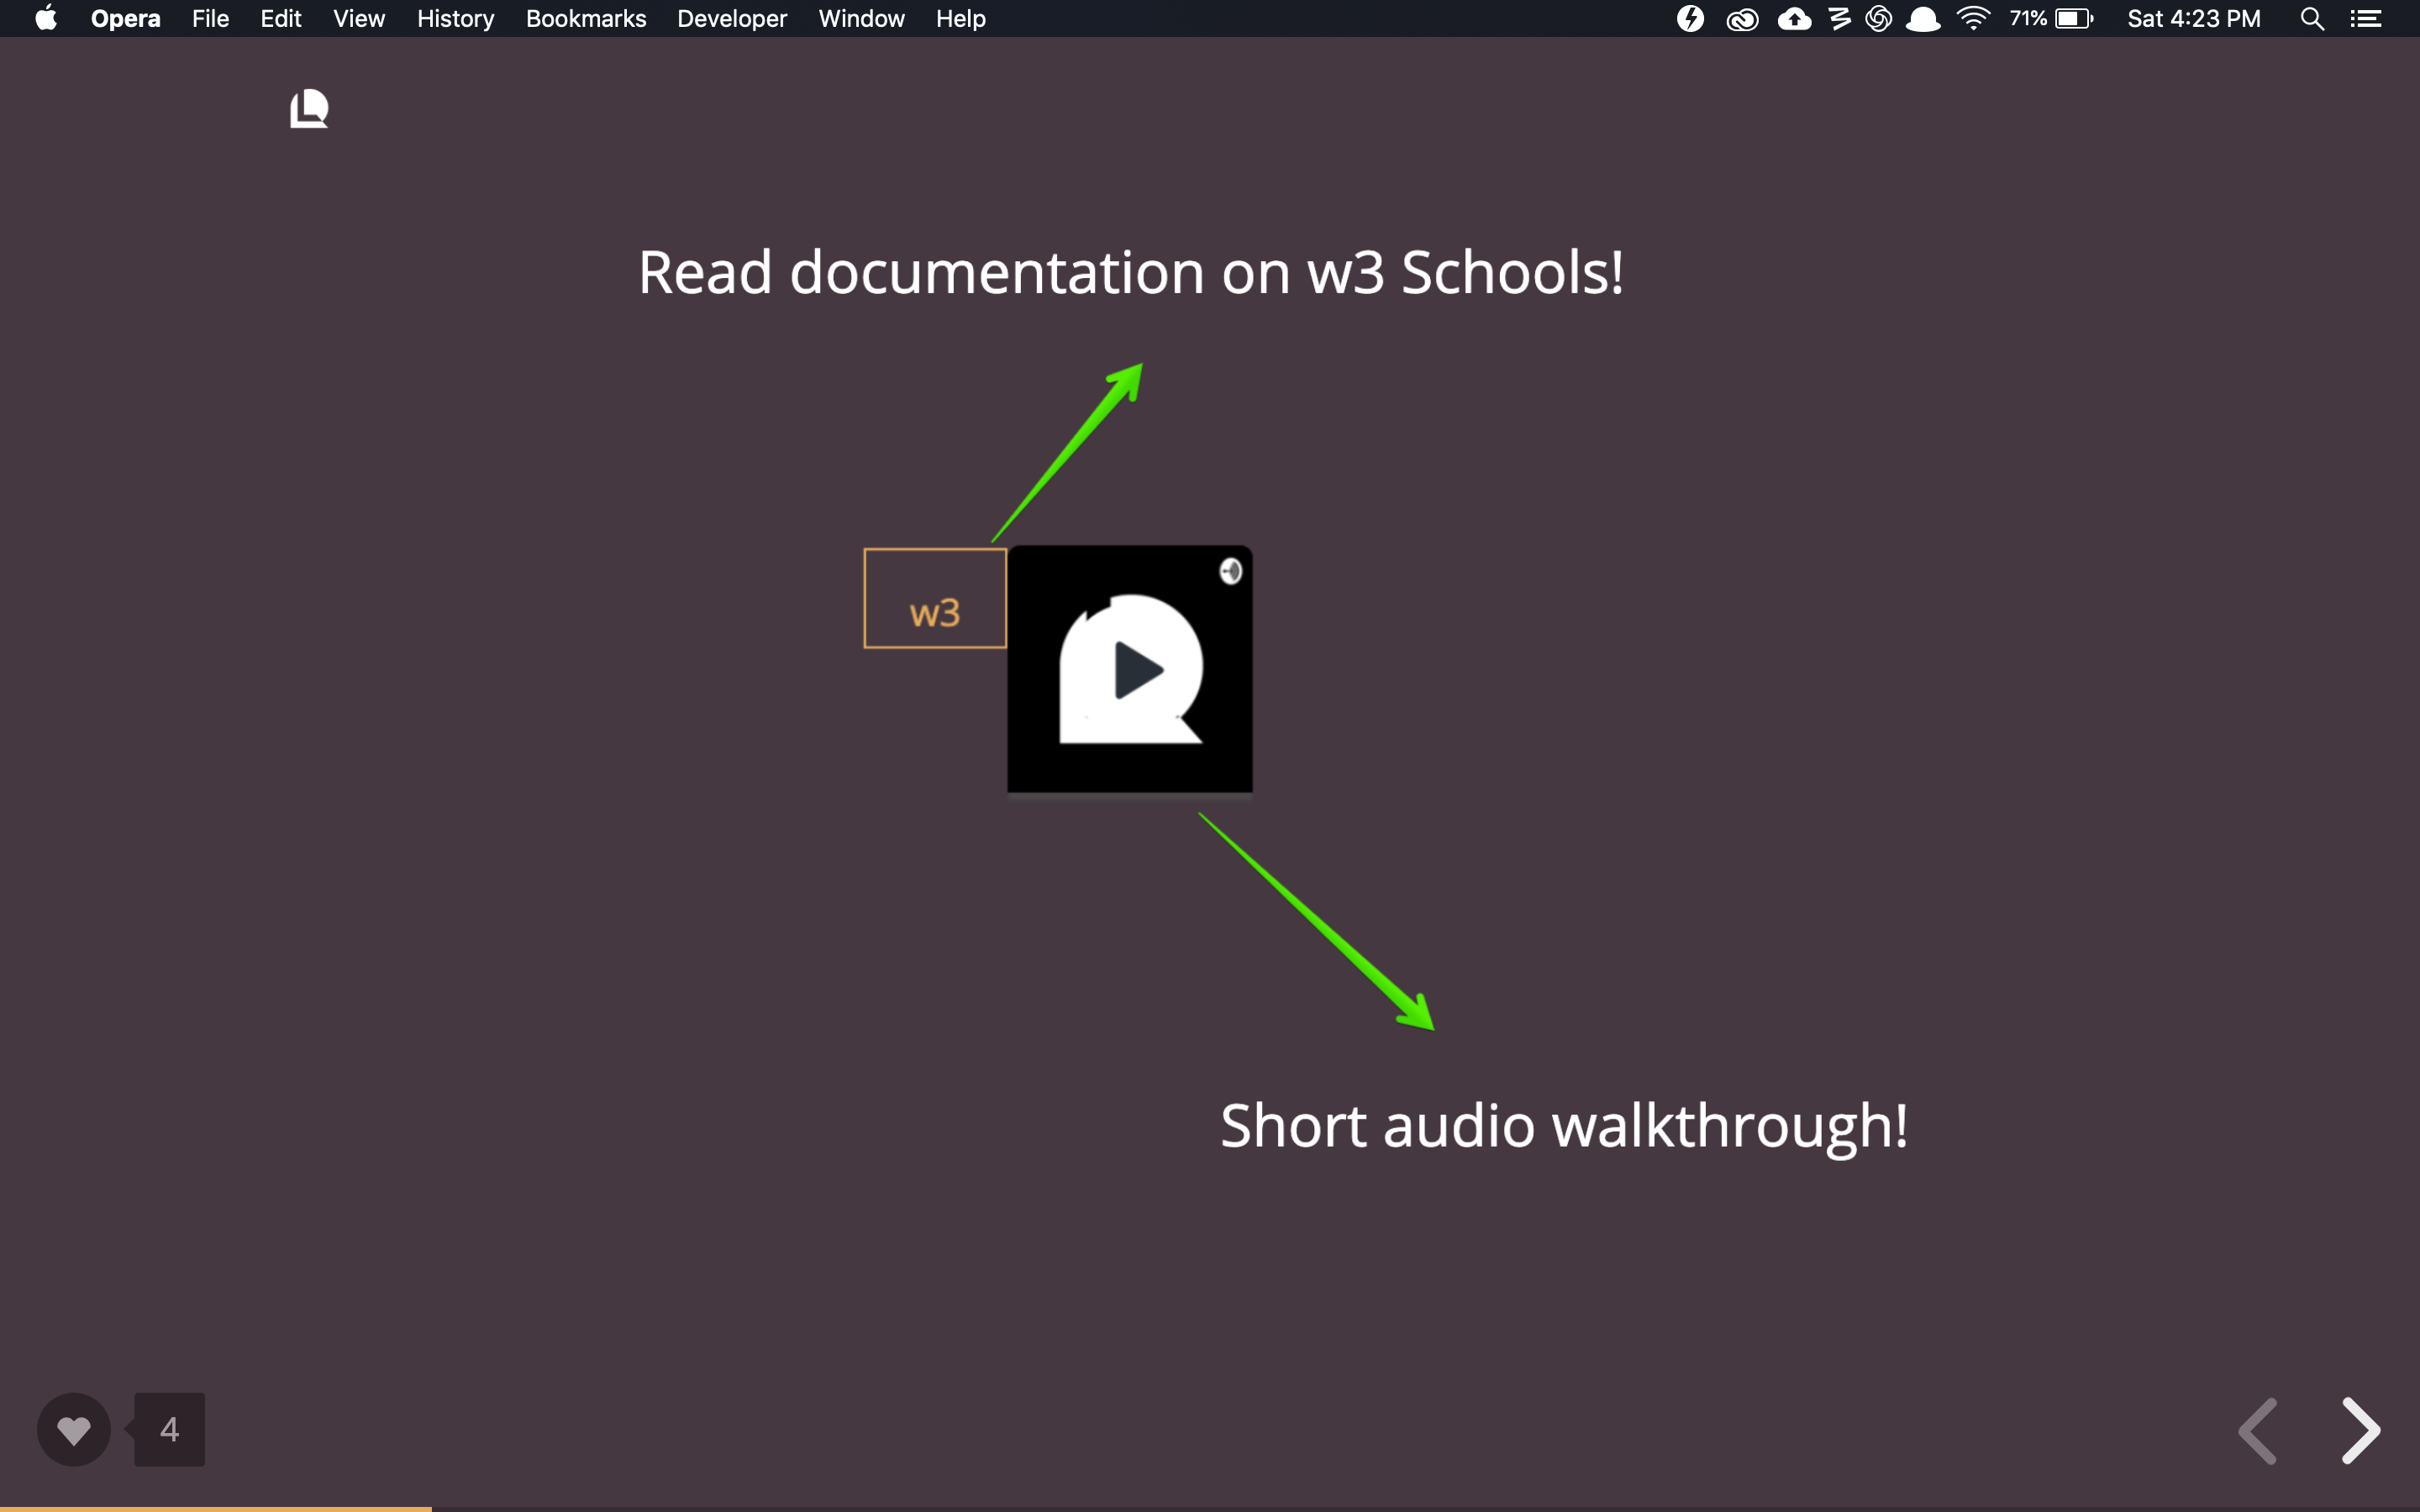 Opera File Edit View History Bookmarks Developer Window Help 71% Sat 4:23 PM
Read documentation on w3 Schools!
w3
Short audio walkthrough!
4